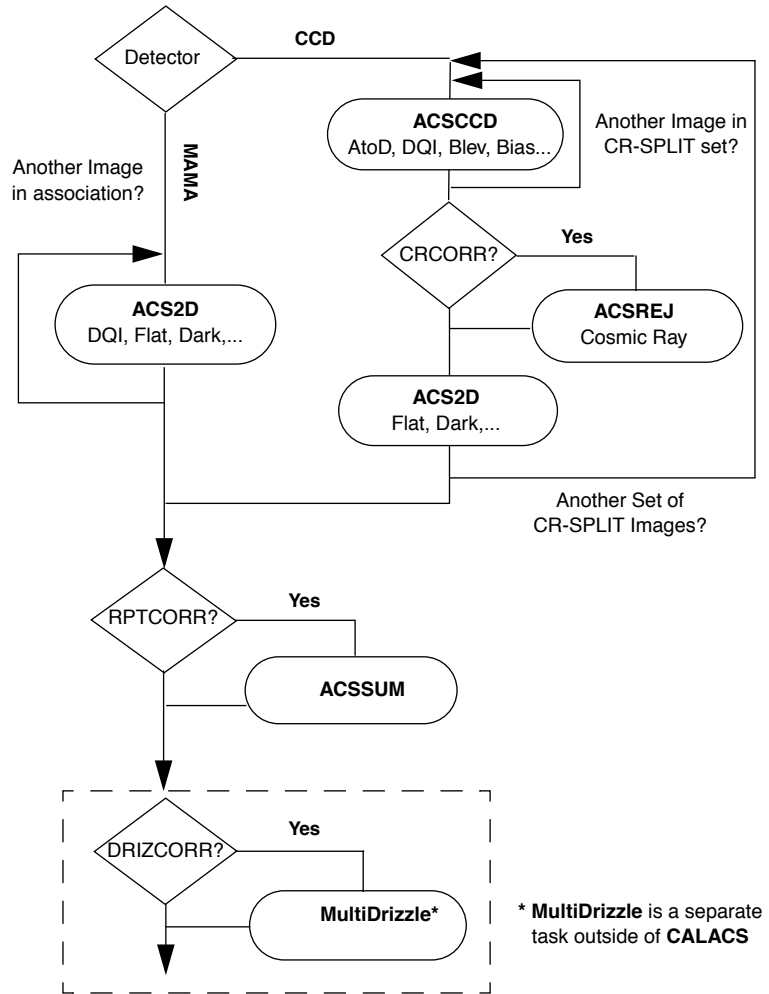 CCD
Detector
ACSCCD
AtoD, DQI, Blev, Bias...
Another Image in
CR-SPLIT set?
Another Image
in association?
MAMA
CRCORR?
Yes
ACS2D
DQI, Flat, Dark,...
ACSREJ
Cosmic Ray
ACS2D
Flat, Dark,...
Another Set of
CR-SPLIT Images?
RPTCORR?
Yes
ACSSUM
DRIZCORR?
Yes
MultiDrizzle*
* MultiDrizzle is a separate
task outside of CALACS